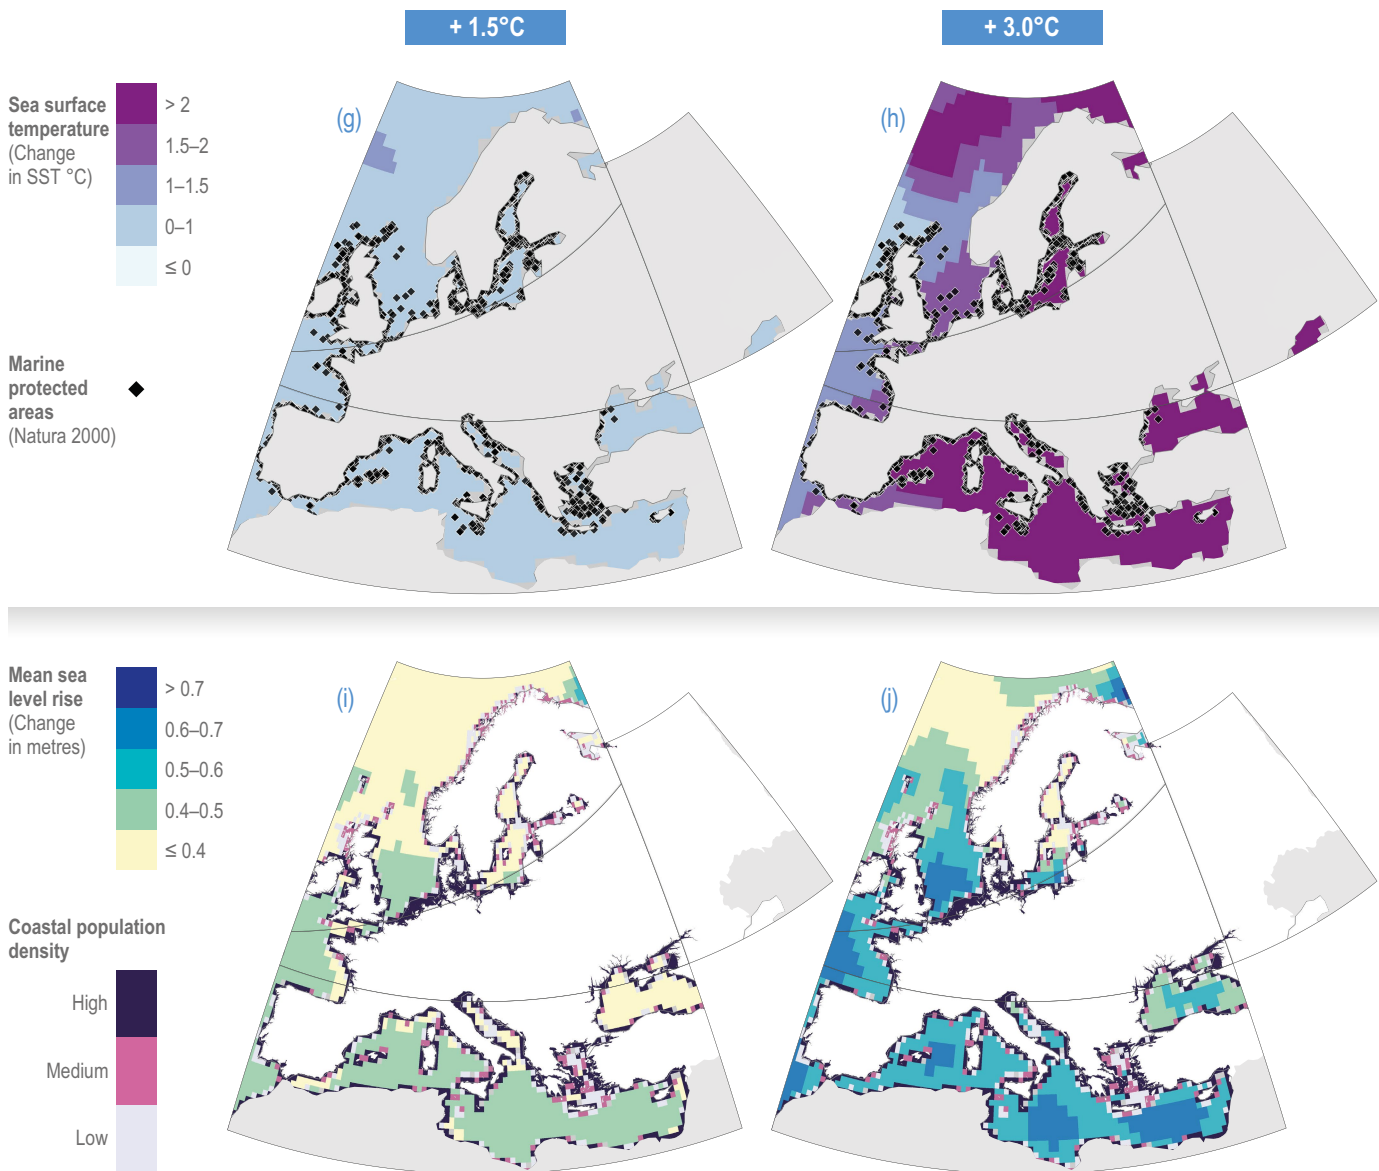 + 1.5°C
+ 3.0°C
Sea surface
temperature
(Change
in SST °C)
> 2
1.5–2
1–1.5
0–1
≤ 0
(g)
(h)
Marine
protected
areas
(Natura 2000)
Mean sea
level rise
(Change
in metres)
> 0.7
0.6–0.7
0.5–0.6
0.4–0.5
≤ 0.4
(i)
(j)
Coastal population
density
High
Medium
Low